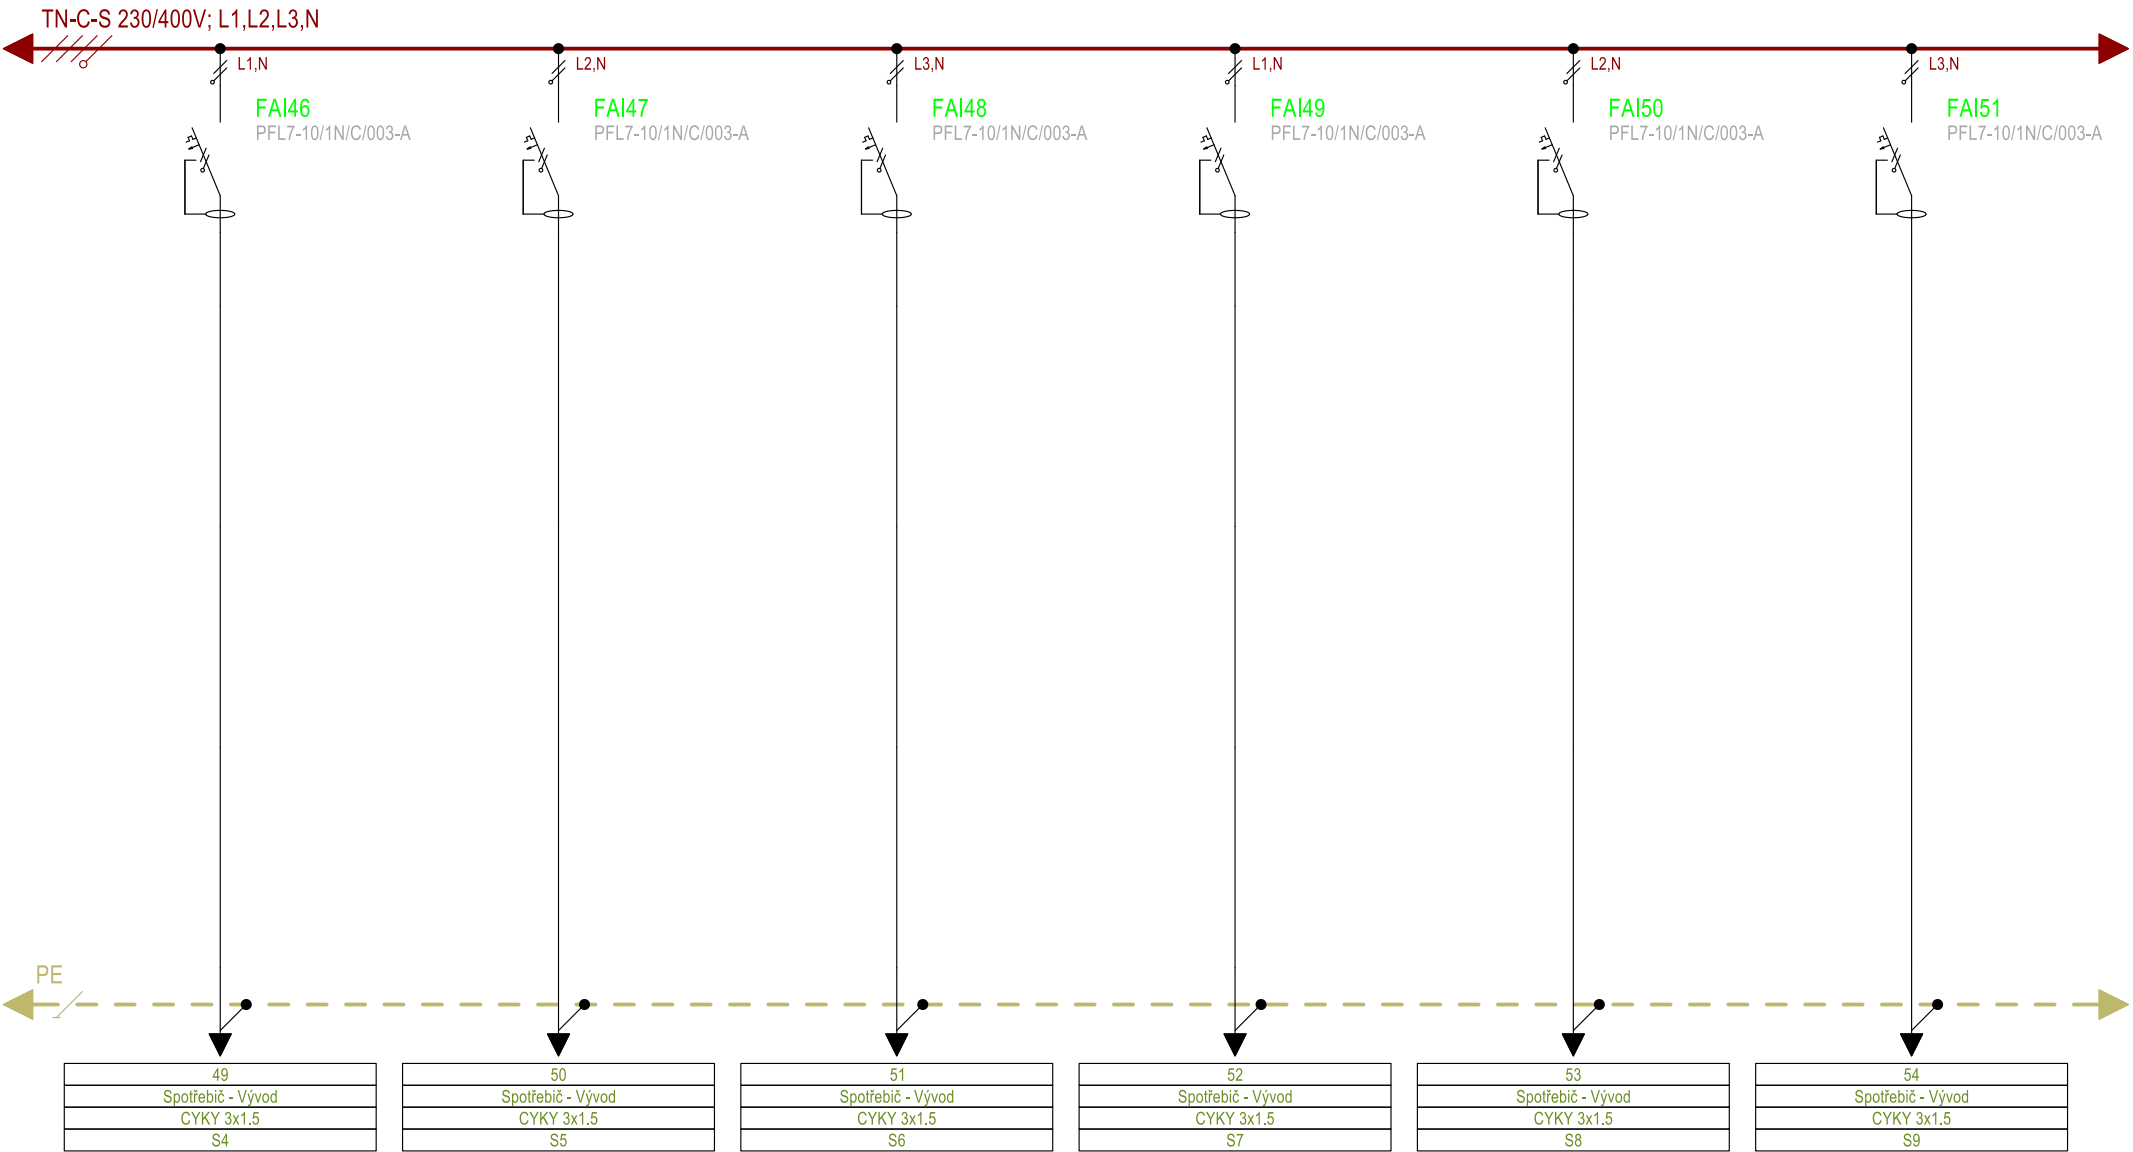 TN-C-S 230/400V; L1,L2,L3,N
L1,N
L2,N
L3,N
L1,N
L2,N
L3,N
FAI46
PFL7-10/1N/C/003-A
FAI47
PFL7-10/1N/C/003-A
FAI48
PFL7-10/1N/C/003-A
FAI49
PFL7-10/1N/C/003-A
FAI50
PFL7-10/1N/C/003-A
FAI51
PFL7-10/1N/C/003-A
PE
49
Spotřebič - Vývod
CYKY 3x1.5
S4
50
Spotřebič - Vývod
CYKY 3x1.5
S5
51
Spotřebič - Vývod
CYKY 3x1.5
S6
52
Spotřebič - Vývod
CYKY 3x1.5
S7
53
Spotřebič - Vývod
CYKY 3x1.5
S8
54
Spotřebič - Vývod
CYKY 3x1.5
S9